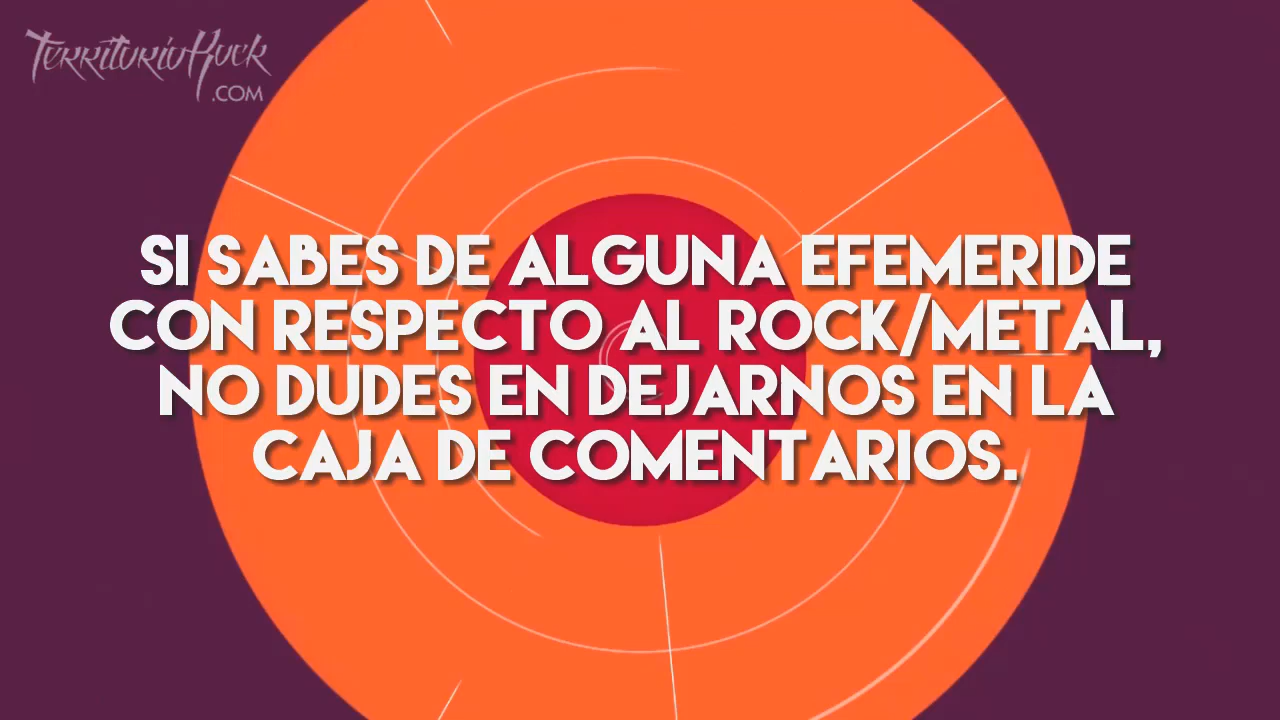 TerritorioRock
.COM
SI SABES DE ALGUNA EFEMERIDE
CON RESPECTO AL ROCK/METAL,
NO DUDES EN DEJARNOS EN LA
CAJA DE COMENTARIOS.